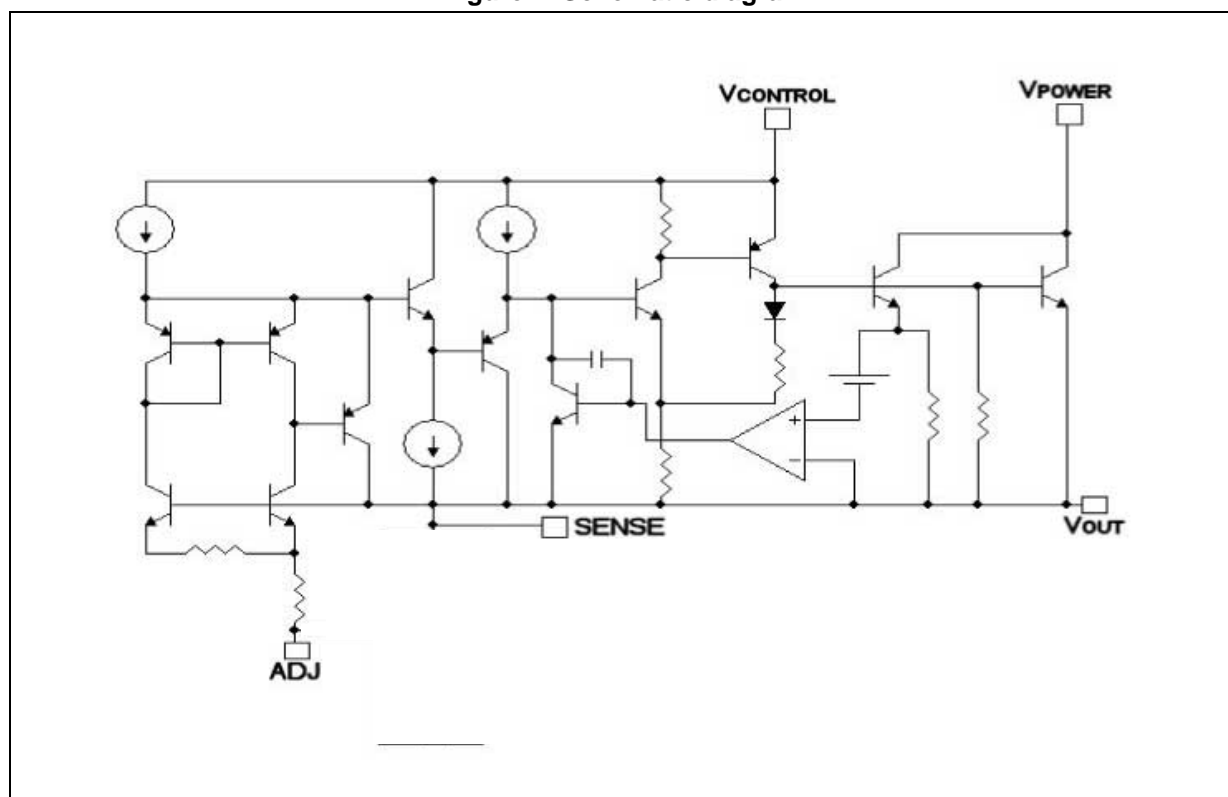 VCONTROL
VPOWER
+
−
SENSE
VOUT
ADJ